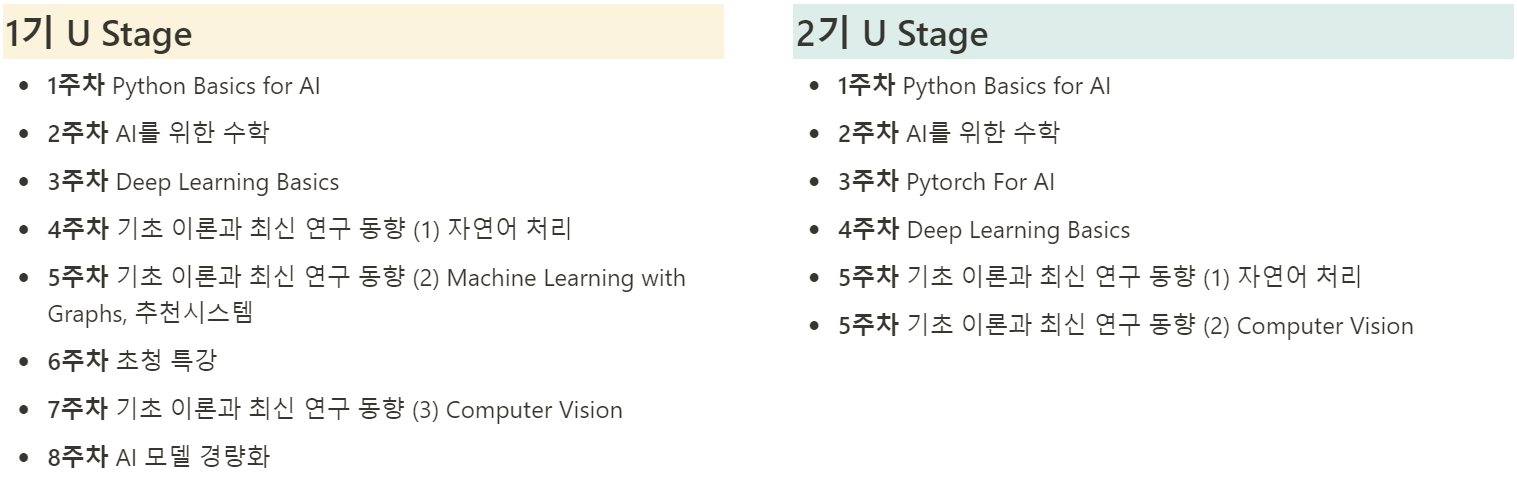 1기 U Stage
1주차 Python Basics for AI
2주차 AI를 위한 수학
3주차 Deep Learning Basics
4주차 기초 이론과 최신 연구 동향 (1) 자연어 처리
5주차 기초 이론과 최신 연구 동향 (2) Machine Learning with
Graphs, 추천시스템
6주차 초청 특강
7주차 기초 이론과 최신 연구 동향 (3) Computer Vision
8주차 AI 모델 경량화
2기 U Stage
1주차 Python Basics for AI
2주차 AI를 위한 수학
3주차 Pytorch For AI
4주차 Deep Learning Basics
5주차 기초 이론과 최신 연구 동향 (1) 자연어 처리
5주차 기초 이론과 최신 연구 동향 (2) Computer Vision